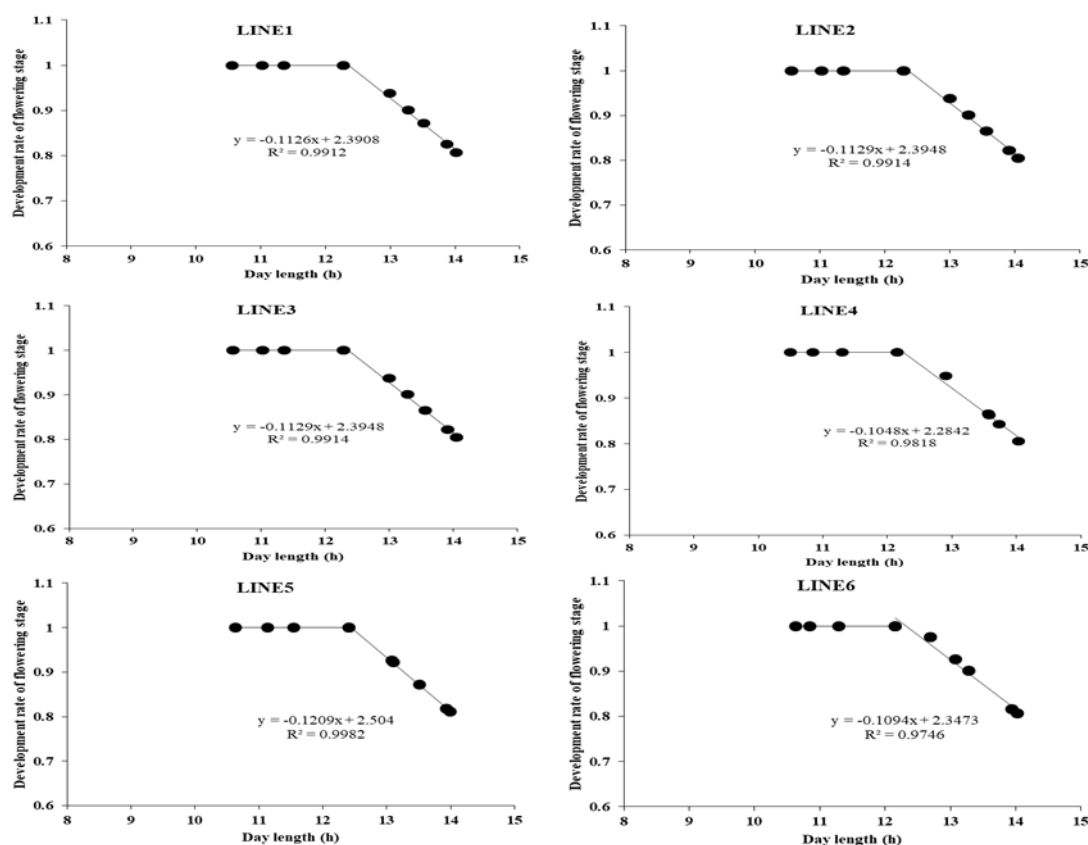 LINE1
Development rate of flowering stage
1.1
1
0.9
0.8
0.7
0.6
y = -0.1126x + 2.3908
R² = 0.9912
8 9 10 11 12 13 14 15
Day length (h)
LINE2
Development rate of flowering stage
1.1
1
0.9
0.8
0.7
0.6
y = -0.1129x + 2.3948
R² = 0.9914
8 9 10 11 12 13 14 15
Day length (h)
LINE3
Development rate of flowering stage
1.1
1
0.9
0.8
0.7
0.6
y = -0.1129x + 2.3948
R² = 0.9914
8 9 10 11 12 13 14 15
Day length (h)
LINE4
Development rate of flowering stage
1.1
1
0.9
0.8
0.7
0.6
y = -0.1048x + 2.2842
R² = 0.9818
8 9 10 11 12 13 14 15
Day length (h)
LINE5
Development rate of flowering stage
1.1
1
0.9
0.8
0.7
0.6
y = -0.1209x + 2.504
R² = 0.9982
8 9 10 11 12 13 14 15
Day length (h)
LINE6
Development rate of flowering stage
1.1
1
0.9
0.8
0.7
0.6
y = -0.1094x + 2.3473
R² = 0.9746
8 9 10 11 12 13 14 15
Day length (h)